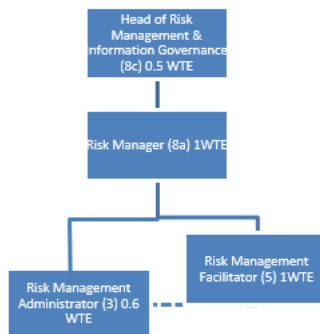 Head of Risk
Management &
Information Governance
(8c) 0.5 WTE
Risk Manager (8a) 1WTE
Risk Management
Facilitator (5) 1WTE
Risk Management
Administrator (3) 0.6
WTE